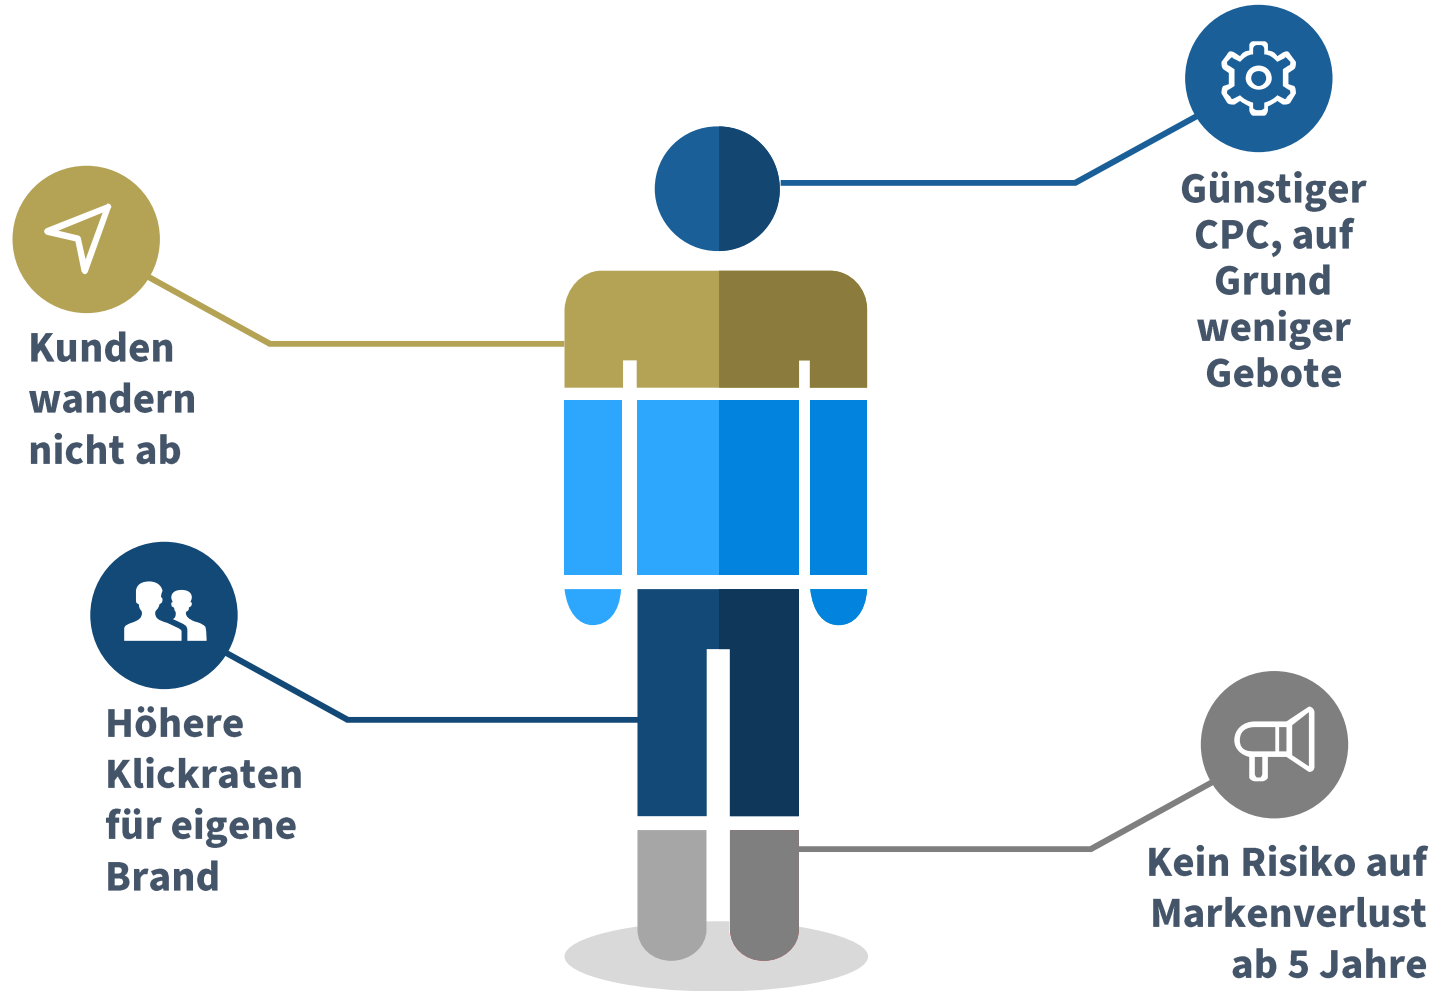 Günstiger
CPC, auf
Grund
weniger
Gebote
Kunden
wandern
nicht ab
Höhere
Klickraten
für eigene
Brand
Kein Risiko auf
Markenverlust
ab 5 Jahre